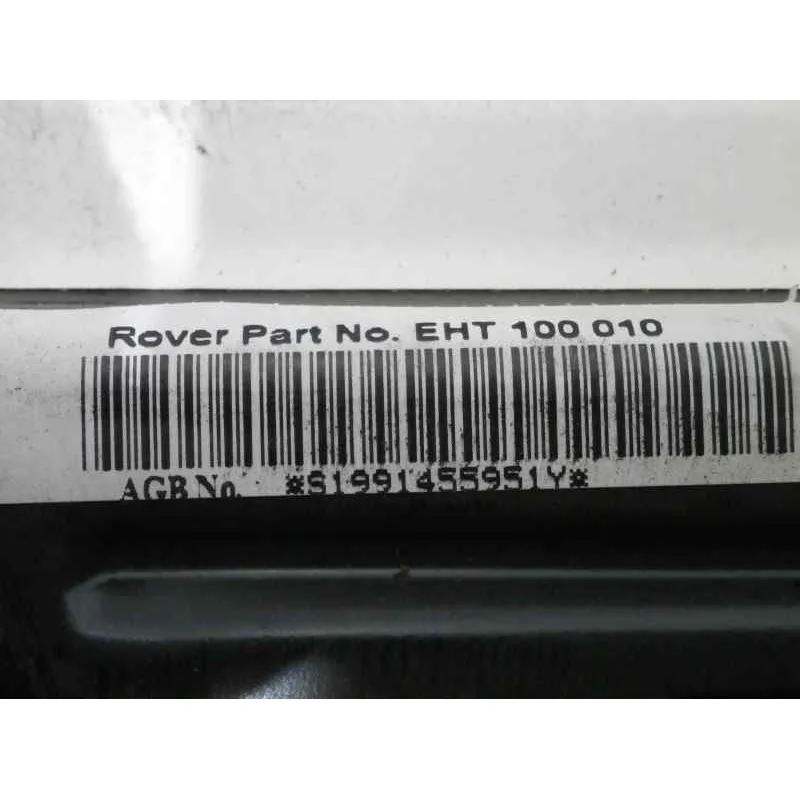 Rover Part No. EHT 100 010
AGB No. *S1991455951Y*